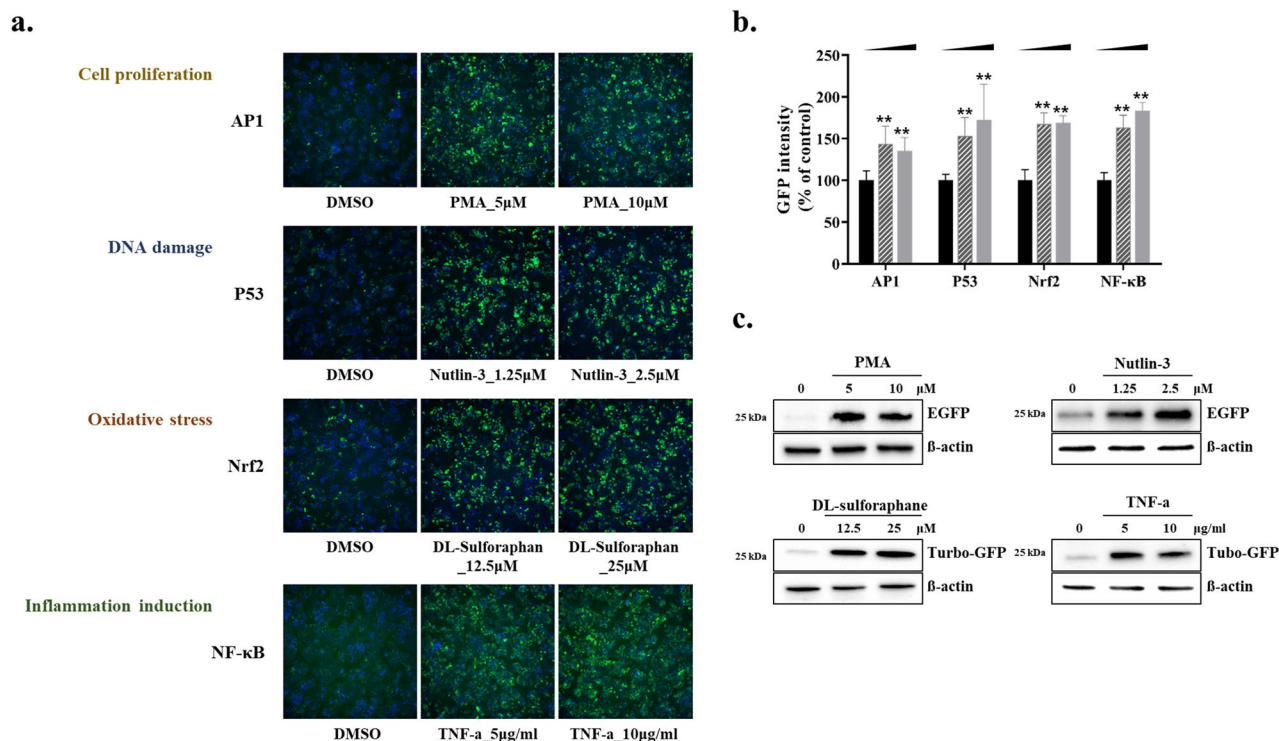 a.
Cell proliferation
AP1
DMSO
PMA_5µM
PMA_10µM
DNA damage
P53
DMSO
Nutlin-3_1.25µM
Nutlin-3_2.5µM
Oxidative stress
Nrf2
DMSO
DL-Sulforaphan
_12.5µM
DL-Sulforaphan
_25µM
Inflammation induction
NF-κB
DMSO
TNF-a_5µg/ml
TNF-a_10µg/ml
b.
GFP intensity
(% of control)
250
200
150
100
50
0
** ** ** ** ** ** ** **
AP1 P53 Nrf2 NF-κB
c.
PMA
0 5 10 µM
25 kDa EGFP
ß-actin
Nutlin-3
0 1.25 2.5 µM
25 kDa EGFP
ß-actin
DL-sulforaphane
0 12.5 25 µM
25 kDa Turbo-GFP
ß-actin
TNF-a
0 5 10 µg/ml
25 kDa Tubo-GFP
ß-actin